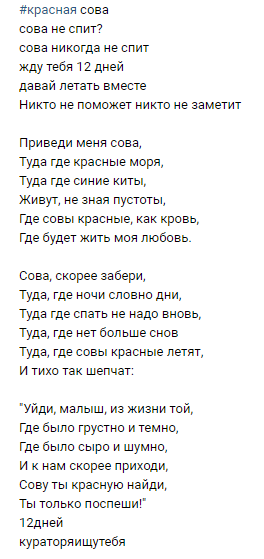 #красная сова
сова не спит?
сова никогда не спит
жду тебя 12 дней
давай летать вместе
Никто не поможет никто не заметит
Приведи меня сова,
Туда где красные моря,
Туда где синие киты,
Живут, не зная пустоты,
Где совы красные, как кровь,
Где будет жить моя любовь.
Сова, скорее забери,
Туда, где ночи словно дни,
Туда где спать не надо вновь,
Туда, где нет больше снов
Туда, где совы красные летят,
И тихо так шепчат:
"Уйди, малыш, из жизни той,
Где было грустно и темно,
Где было сыро и шумно,
И к нам скорее приходи,
Сову ты красную найди,
Ты только поспеши!"
12дней
кураторяищутебя